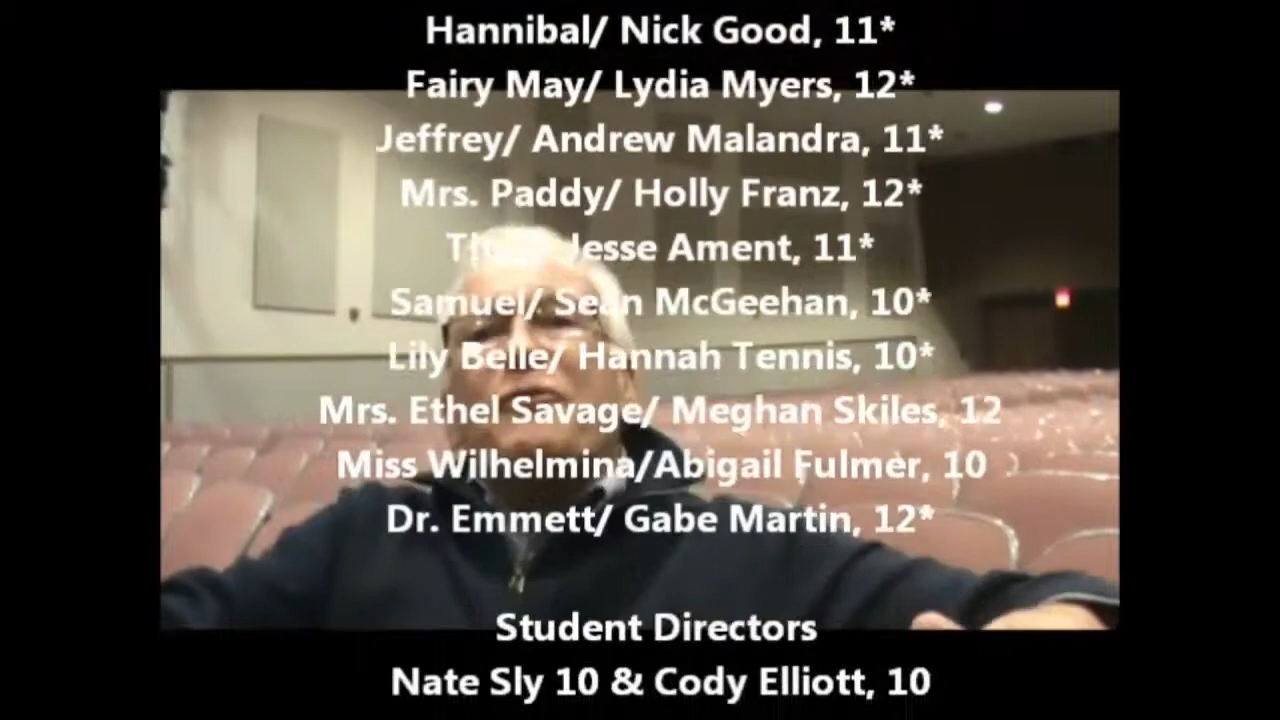 Hannibal/ Nick Good, 11*
Fairy May/ Lydia Myers, 12*
Jeffrey/ Andrew Malandra, 11*
Mrs. Paddy/ Holly Franz, 12*
Jesse Ament, 11*
Samuel/ Sean McGeehan, 10*
Lily Belle/ Hannah Tennis, 10*
Mrs. Ethel Savage/ Meghan Skiles, 12
Miss Wilhelmina/Abigail Fulmer, 10
Dr. Emmett/ Gabe Martin, 12*
Student Directors
Nate Sly 10 & Cody Elliott, 10